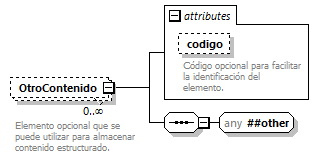 attributes
codigo
Código opcional para facilitar
la identificación del
elemento.
OtroContenido
0..∞
Elemento opcional que se
puede utilizar para almacenar
contenido estructurado.
any ##other